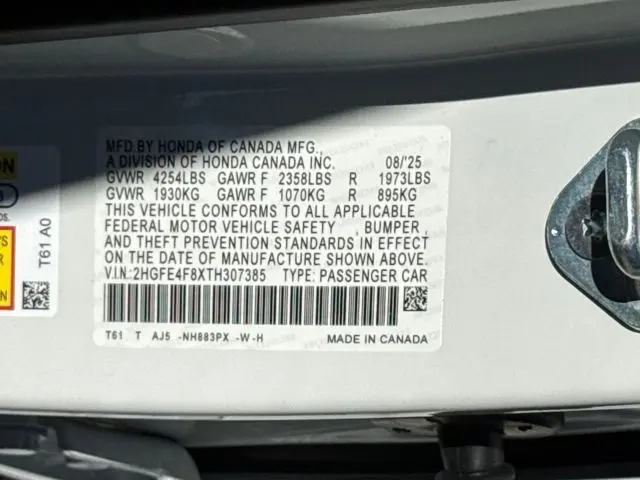 MFD.BY HONDA OF CANADA MFG.,
A DIVISION OF HONDA CANADA INC. 08/'25
GVWR 4254LBS GAWR F 2358LBS R 1973LBS
GVWR 1930KG GAWR F 1070KG R 895KG
THIS VEHICLE CONFORMS TO ALL APPLICABLE
FEDERAL MOTOR VEHICLE SAFETY , BUMPER ,
AND THEFT PREVENTION STANDARDS IN EFFECT
ON THE DATE OF MANUFACTURE SHOWN ABOVE.
V.I.N.: 2HGFE4F8XTH307385 TYPE: PASSENGER CAR
T61 T AJ5 -NH883PX -W-H MADE IN CANADA
T61 A0